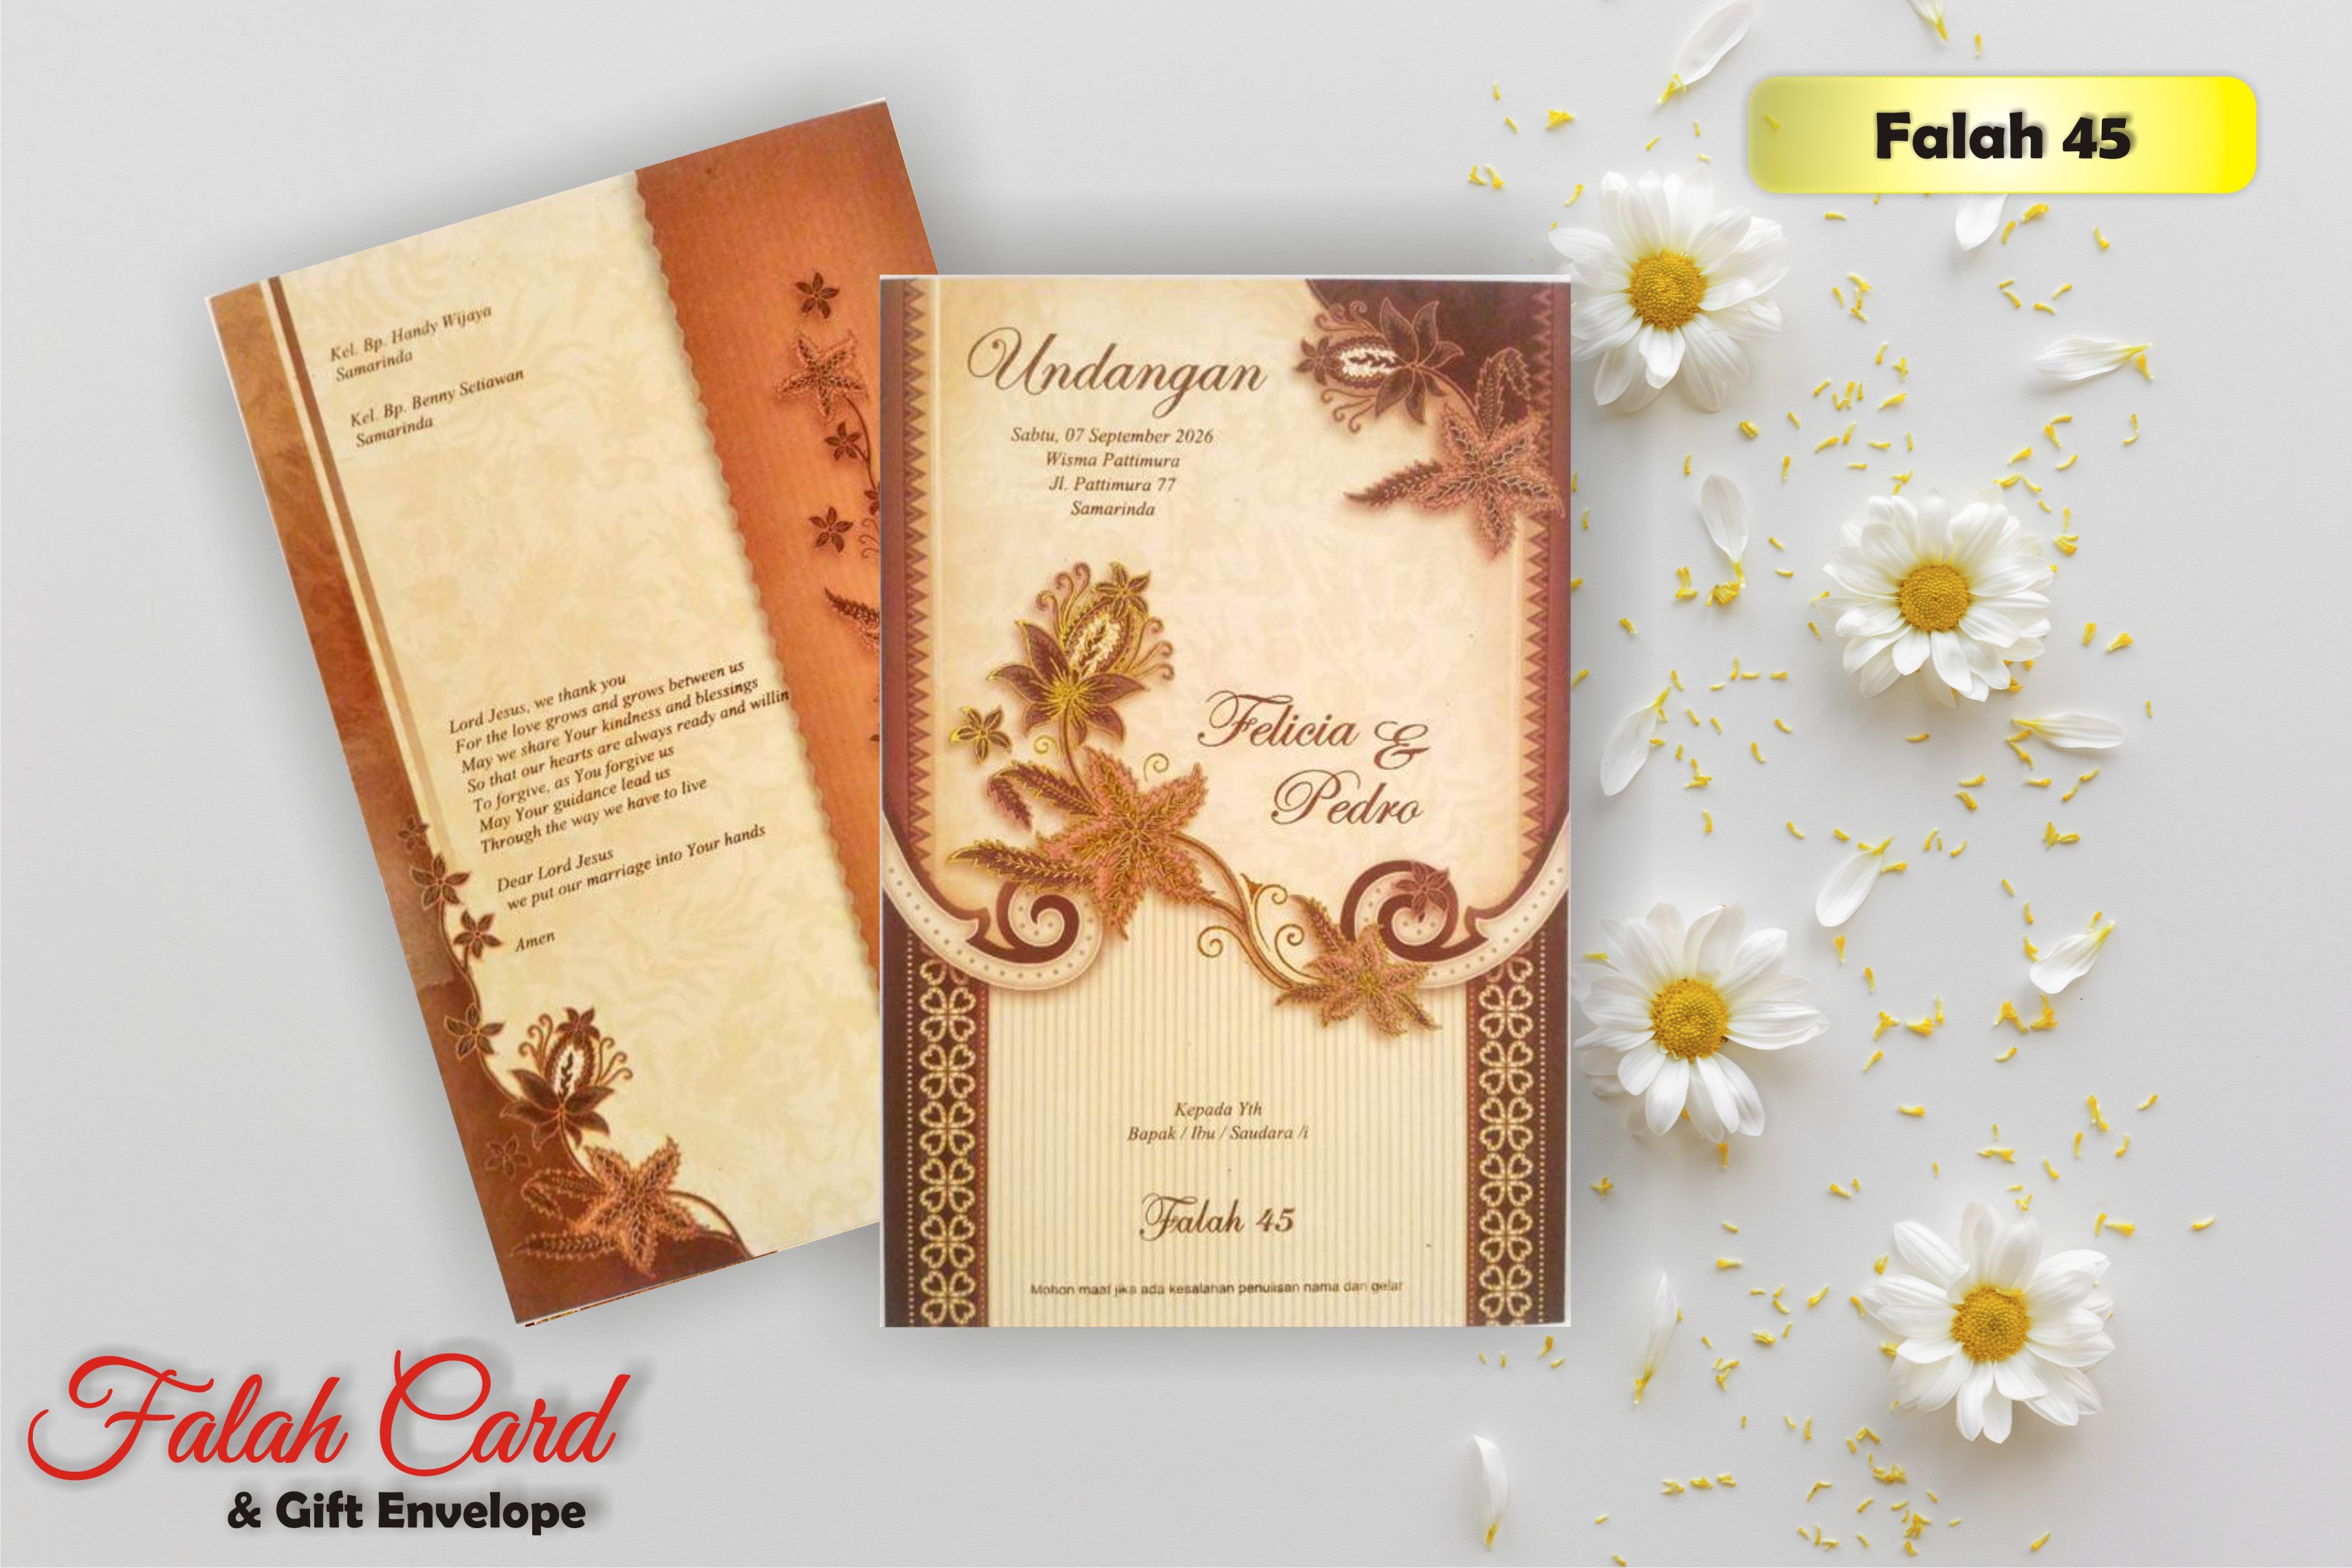 Falah 45
Kel. Bp. Handy Wijaya
Samarinda
Kel. Bp. Benny Setiawan
Samarinda
Lord Jesus, we thank you
For the love grows and grows between us
May we share Your kindness and blessings
So that our hearts are always ready and willin
To forgive, as You forgive us
May Your guidance lead us
Through the way we have to live
Dear Lord Jesus
we put our marriage into Your hands
Amen
Undangan
Sabtu, 07 September 2026
Wisma Pattimura
Jl. Pattimura 77
Samarinda
Felicia &
Pedro
Kepada Yth
Bapak / Ibu / Saudara /i
Falah 45
Mohon maaf jika ada kesalahan penulisan nama dan gelar
Falah Card
& Gift Envelope